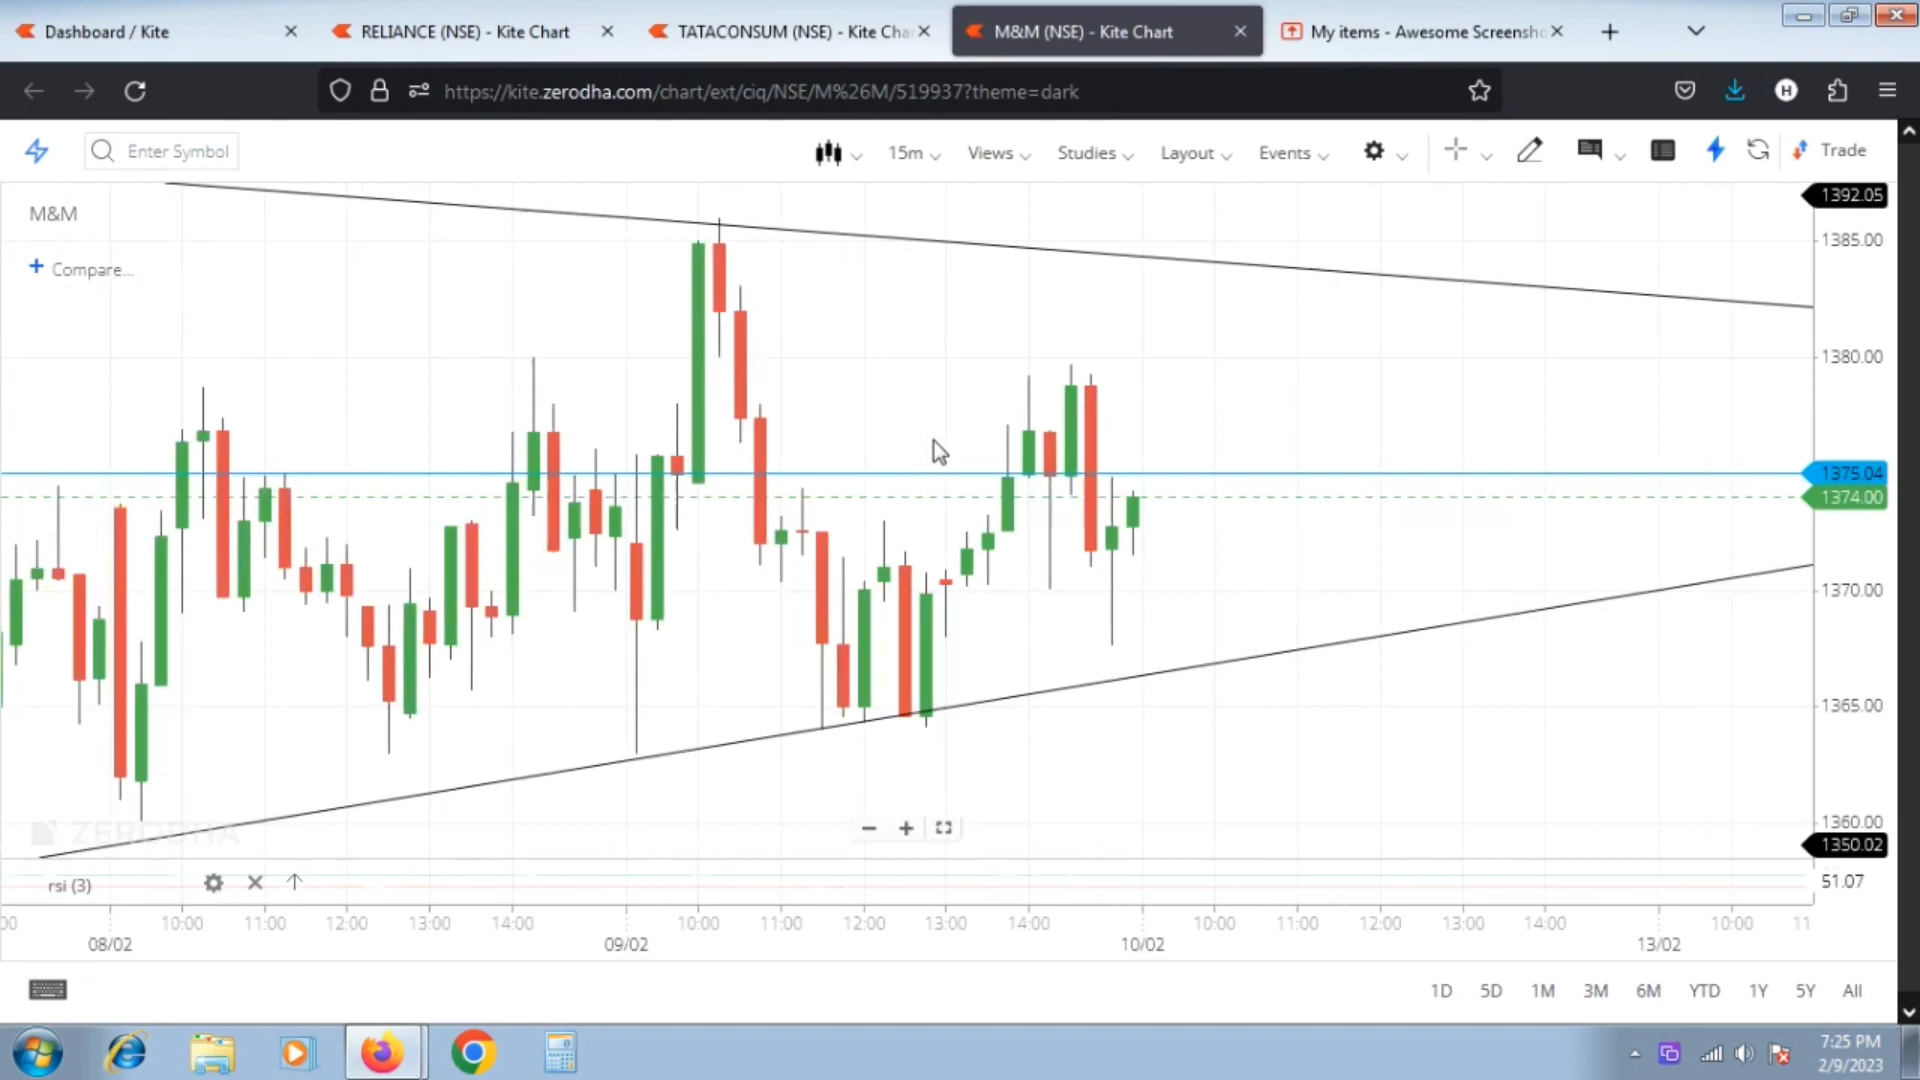 Dashboard / Kite
RELIANCE (NSE) - Kite Chart
TATACONSUM (NSE) - Kite Cha
M&M (NSE) - Kite Chart
My items - Awesome Screensho
https://kite.zerodha.com/chart/ext/ciq/NSE/M%26M/519937?theme=dark
H
Enter Symbol
15m
Views
Studies
Layout
Events
Trade
M&M
Compare...
1392.05
1385.00
1380.00
1375.04
1374.00
1370.00
1365.00
1360.00
1350.02
ZERODHA
rsi (3)
51.07
00
10:00
11:00
12:00
13:00
14:00
10:00
11:00
12:00
13:00
14:00
10:00
11:00
12:00
13:00
14:00
10:00
11
08/02
09/02
10/02
13/02
1D
5D
1M
3M
6M
YTD
1Y
5Y
All
7:25 PM
2/9/2023